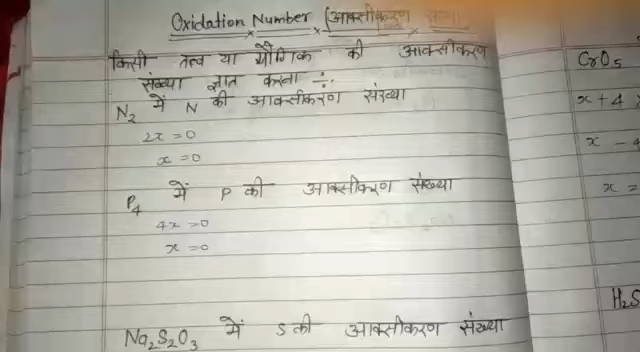 Oxidation Number (आक्सीकरण संख्या)
किसी तत्व या यौगिक की आक्सीकरण
संख्या ज्ञात करना ÷
N₂ में N की आक्सीकरण संख्या
2x = 0
x = 0
P₄ में P की आक्सीकरण संख्या
4x = 0
x = 0
Na₂S₂O₃ में S की आक्सीकरण संख्या
CrO₅
x + 4
x - 4
x =
H₂S